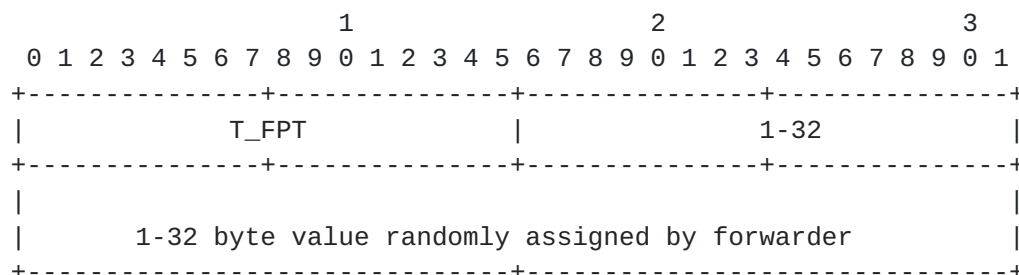 1                   2                   3
 0 1 2 3 4 5 6 7 8 9 0 1 2 3 4 5 6 7 8 9 0 1 2 3 4 5 6 7 8 9 0 1
+---------------+---------------+---------------+---------------+
|             T_FPT             |              1-32             |
+---------------+---------------+---------------+---------------+
|                                                               |
|       1-32 byte value randomly assigned by forwarder          |
+-------------------------------+-------------------------------+